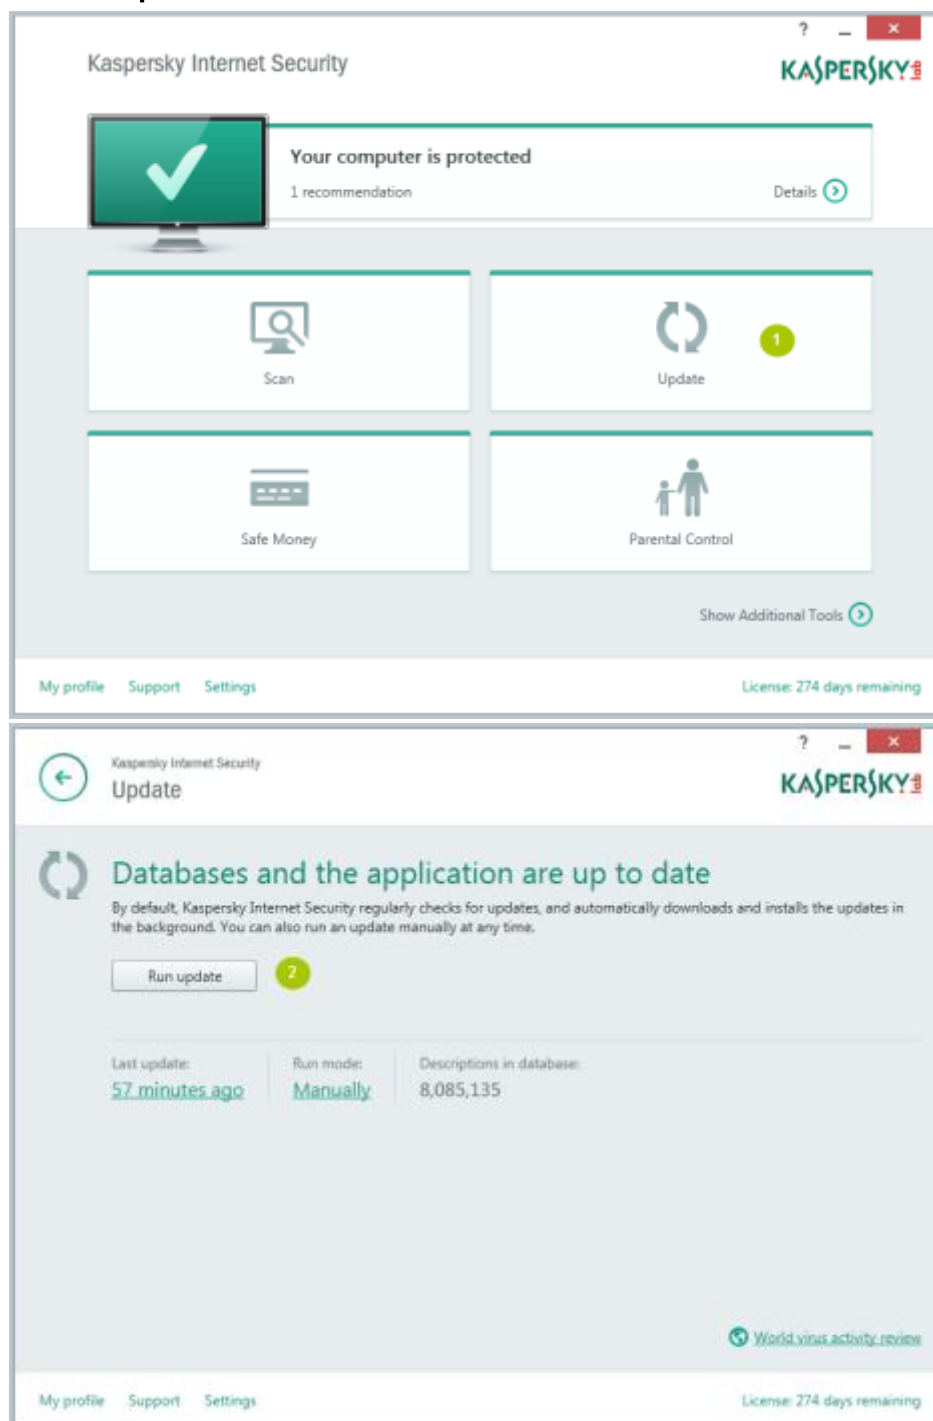 ?
Kaspersky Internet Security
KASPERSKY lab
Your computer is protected
1 recommendation
Details
Scan
Update
1
Safe Money
Parental Control
Show Additional Tools
My profile Support Settings
License: 274 days remaining
?
Kaspersky Internet Security
Update
KASPERSKY lab
Databases and the application are up to date
By default, Kaspersky Internet Security regularly checks for updates, and automatically downloads and installs the updates in
the background. You can also run an update manually at any time.
Run update
2
Last update: Run mode: Descriptions in database:
57 minutes ago Manually 8,085,135
World virus activity review
My profile Support Settings
License: 274 days remaining